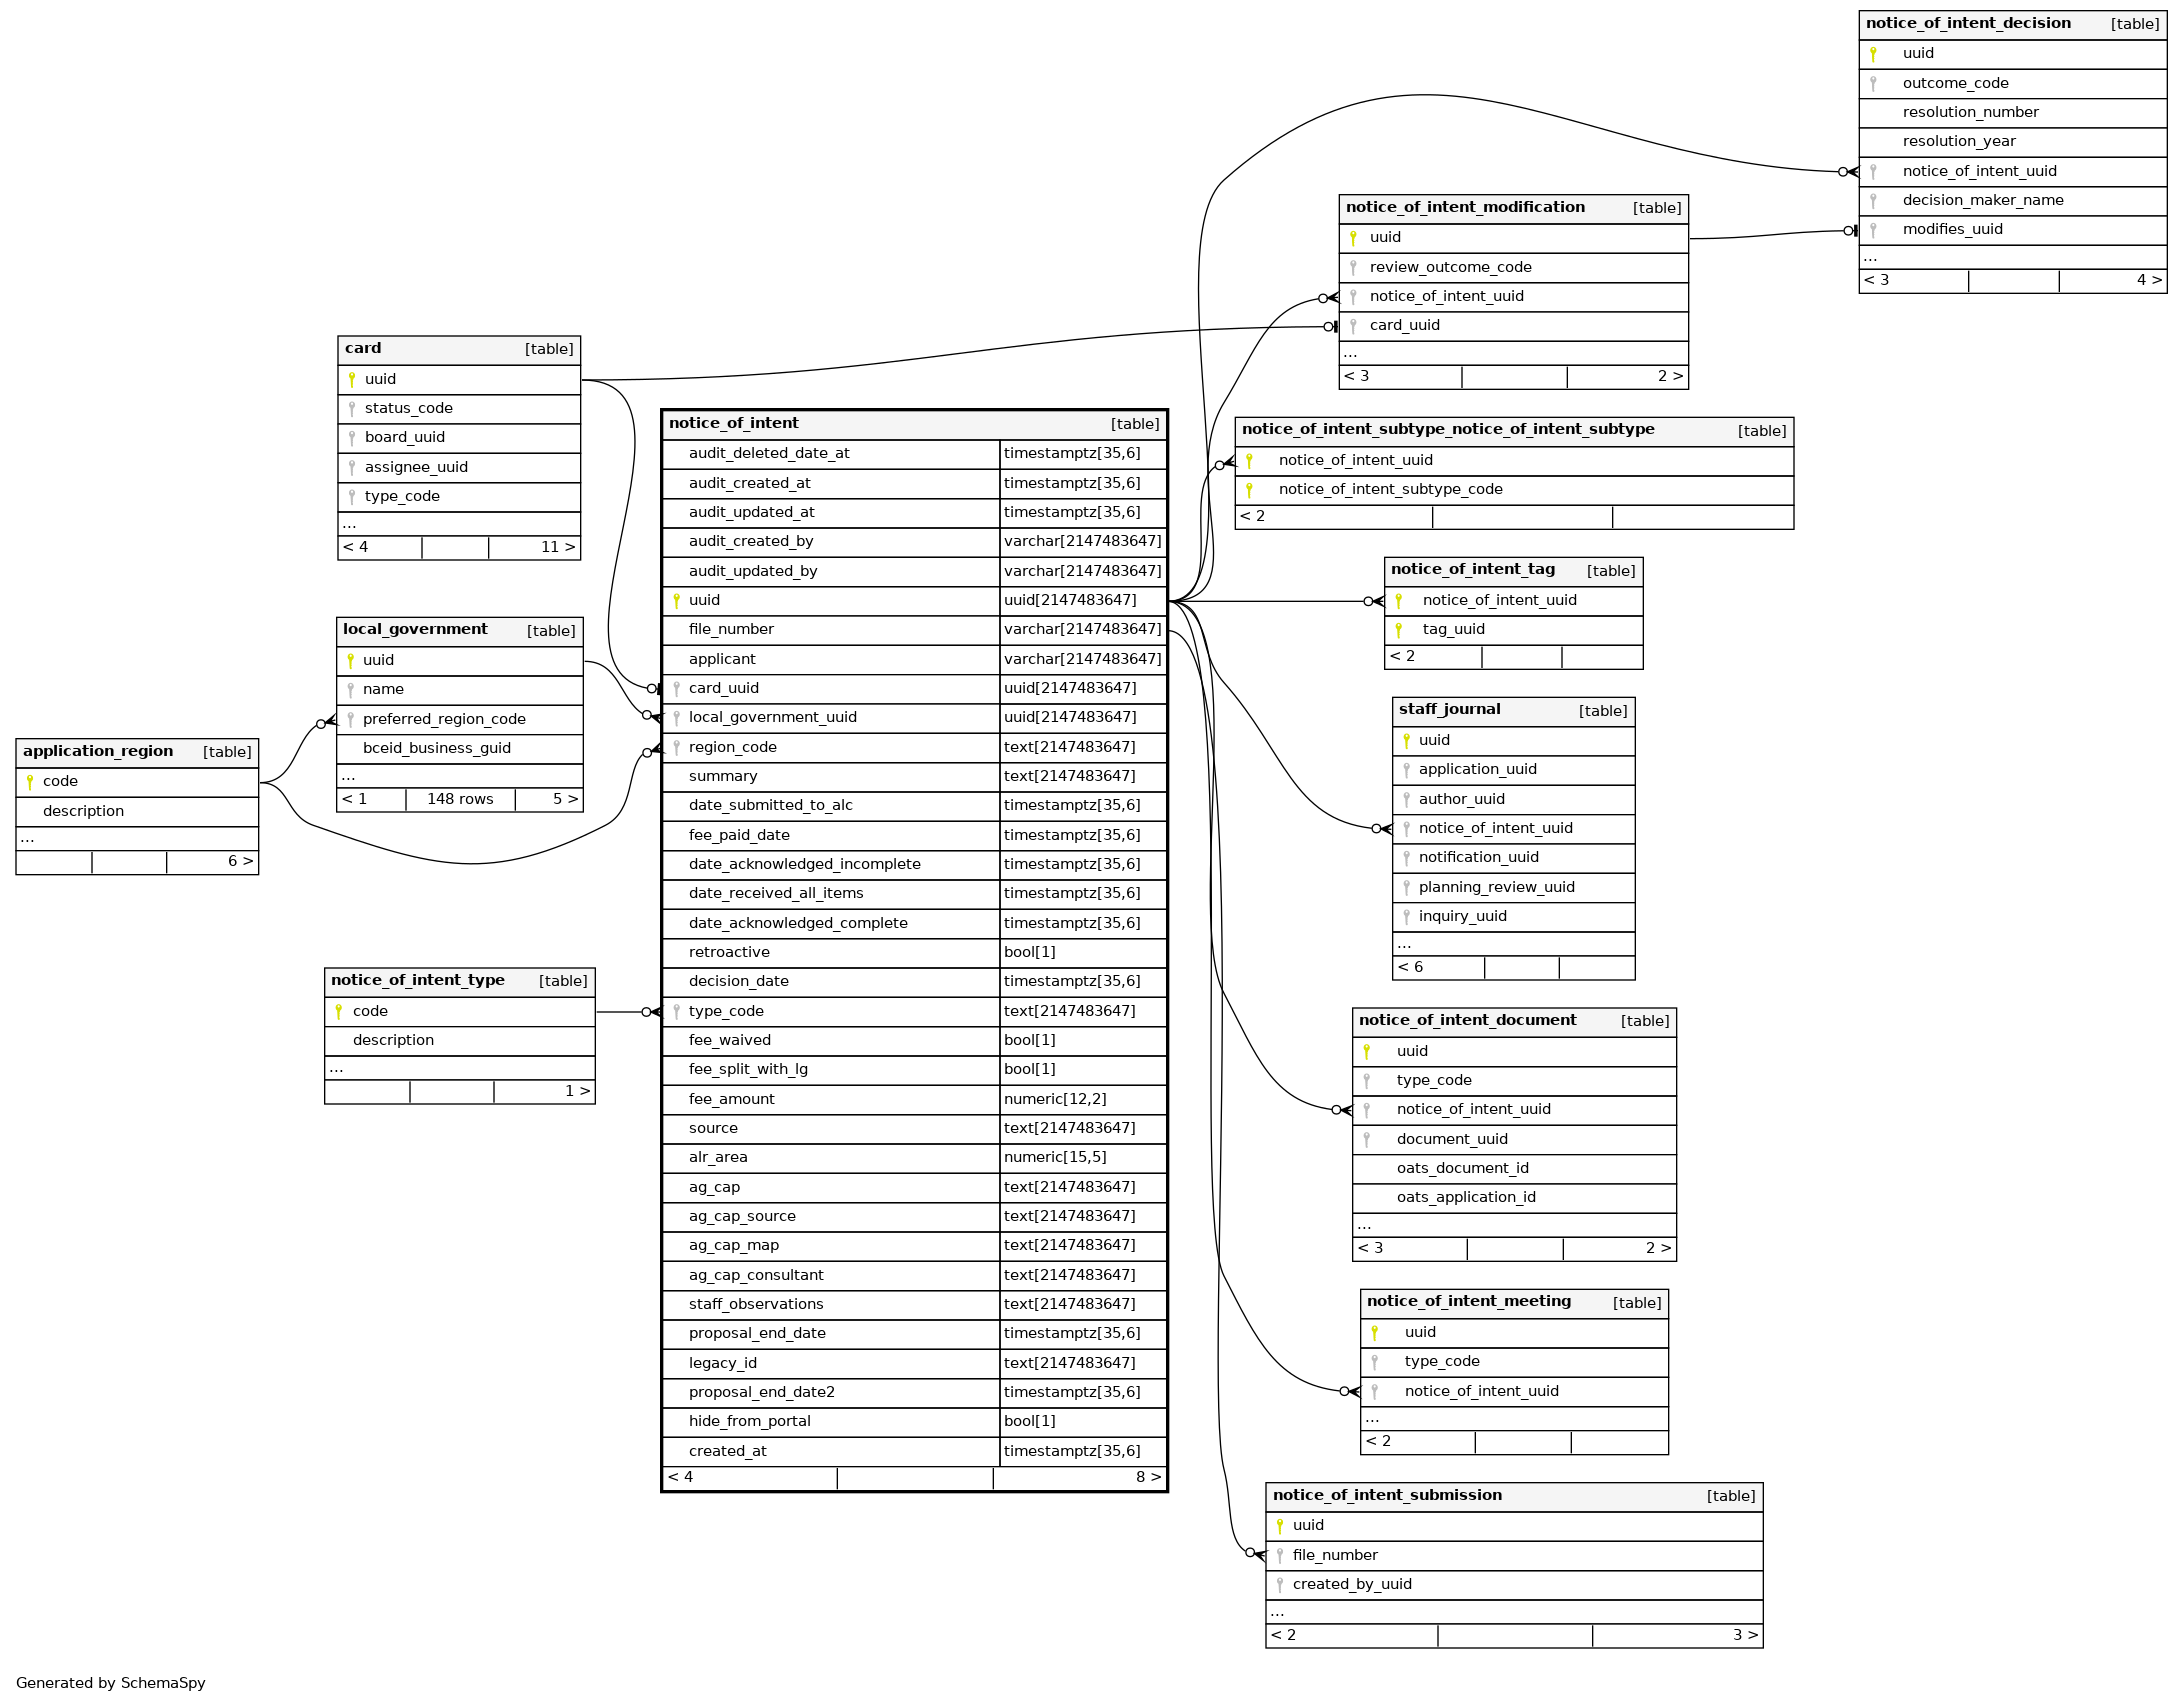 notice_of_intent_decision [table]
uuid
outcome_code
resolution_number
resolution_year
notice_of_intent_uuid
decision_maker_name
modifies_uuid
...
< 3 4 >
notice_of_intent_modification [table]
uuid
review_outcome_code
notice_of_intent_uuid
card_uuid
...
< 3 2 >
card [table]
uuid
status_code
board_uuid
assignee_uuid
type_code
...
< 4 11 >
notice_of_intent [table]
audit_deleted_date_at timestamptz[35,6]
audit_created_at timestamptz[35,6]
audit_updated_at timestamptz[35,6]
audit_created_by varchar[2147483647]
audit_updated_by varchar[2147483647]
uuid uuid[2147483647]
file_number varchar[2147483647]
applicant varchar[2147483647]
card_uuid uuid[2147483647]
local_government_uuid uuid[2147483647]
region_code text[2147483647]
summary text[2147483647]
date_submitted_to_alc timestamptz[35,6]
fee_paid_date timestamptz[35,6]
date_acknowledged_incomplete timestamptz[35,6]
date_received_all_items timestamptz[35,6]
date_acknowledged_complete timestamptz[35,6]
retroactive bool[1]
decision_date timestamptz[35,6]
type_code text[2147483647]
fee_waived bool[1]
fee_split_with_lg bool[1]
fee_amount numeric[12,2]
source text[2147483647]
alr_area numeric[15,5]
ag_cap text[2147483647]
ag_cap_source text[2147483647]
ag_cap_map text[2147483647]
ag_cap_consultant text[2147483647]
staff_observations text[2147483647]
proposal_end_date timestamptz[35,6]
legacy_id text[2147483647]
proposal_end_date2 timestamptz[35,6]
hide_from_portal bool[1]
created_at timestamptz[35,6]
< 4 8 >
notice_of_intent_subtype_notice_of_intent_subtype [table]
notice_of_intent_uuid
notice_of_intent_subtype_code
< 2
notice_of_intent_tag [table]
notice_of_intent_uuid
tag_uuid
< 2
local_government [table]
uuid
name
preferred_region_code
bceid_business_guid
...
< 1 148 rows 5 >
application_region [table]
code
description
...
6 >
staff_journal [table]
uuid
application_uuid
author_uuid
notice_of_intent_uuid
notification_uuid
planning_review_uuid
inquiry_uuid
...
< 6
notice_of_intent_type [table]
code
description
...
1 >
notice_of_intent_document [table]
uuid
type_code
notice_of_intent_uuid
document_uuid
oats_document_id
oats_application_id
...
< 3 2 >
notice_of_intent_meeting [table]
uuid
type_code
notice_of_intent_uuid
...
< 2
notice_of_intent_submission [table]
uuid
file_number
created_by_uuid
...
< 2 3 >
Generated by SchemaSpy